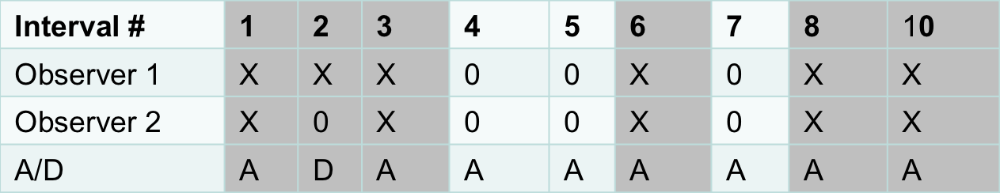 Interval # 1 2 3 4 5 6 7 8 10
Observer 1 X X X 0 0 X 0 X X
Observer 2 X 0 X 0 0 X 0 X X
A/D A D A A A A A A A